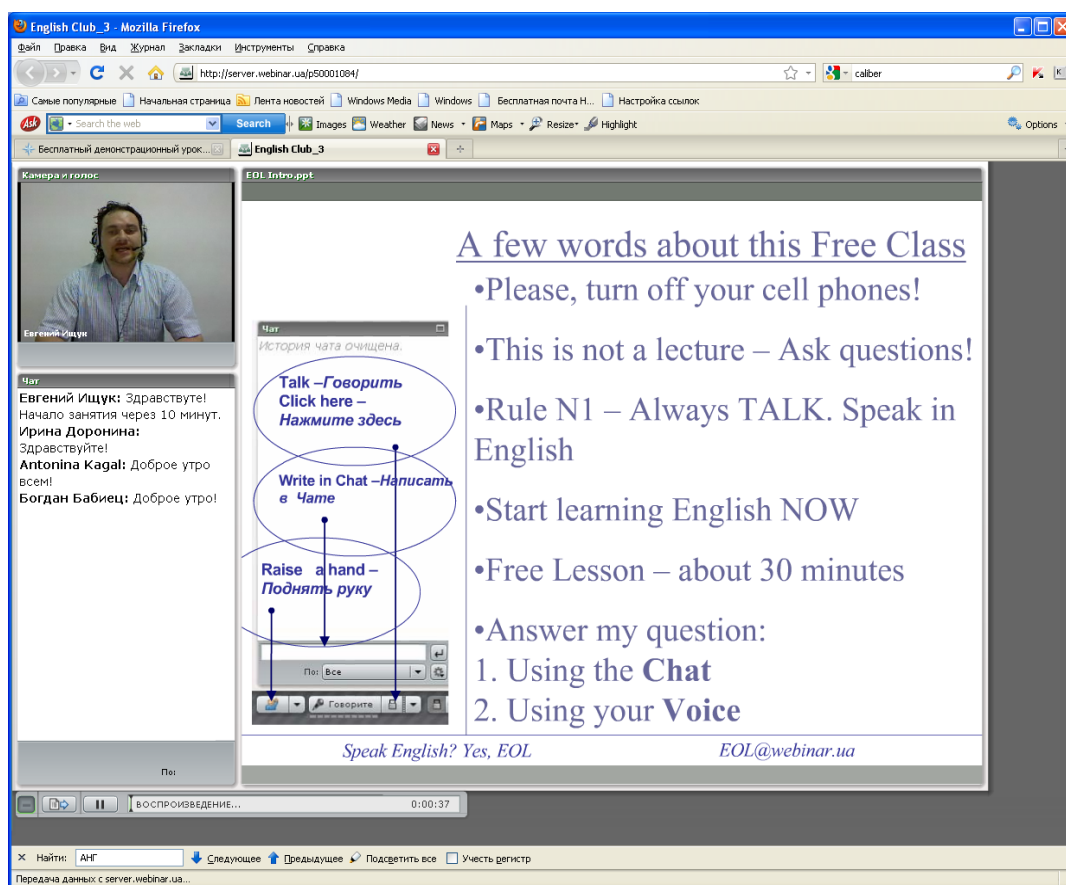 English Club_3 - Mozilla Firefox
Файл Правка Вид Журнал Закладки Инструменты Справка
http://server.webinar.ua/p50001084/
caliber
Самые популярные Начальная страница Лента новостей Windows Media Windows Бесплатная почта H... Настройка ссылок
Ask Search the web Search Images Weather News Maps Resize Highlight Options
Бесплатный демонстрационный урок... English Club_3
Камера и голос
Евгений Ищук
Чат
Евгений Ищук: Здравствуте!
Начало занятия через 10 минут.
Ирина Доронина:
Здравствуйте!
Antonina Kagal: Доброе утро
всем!
Богдан Бабиец: Доброе утро!
По:
EOL Intro.ppt
Чат
История чата очищена.
Talk –Говорить
Click here –
Нажмите здесь
Write in Chat –Написать
в Чате
Raise a hand –
Поднять руку
По: Все
Говорите
A few words about this Free Class
•Please, turn off your cell phones!
•This is not a lecture – Ask questions!
•Rule N1 – Always TALK. Speak in
English
•Start learning English NOW
•Free Lesson – about 30 minutes
•Answer my question:
1. Using the Chat
2. Using your Voice
Speak English? Yes, EOL EOL@webinar.ua
ВОСПРОИЗВЕДЕНИЕ... 0:00:37
Найти: АНГ Следующее Предыдущее Подсветить все Учесть регистр
Передача данных с server.webinar.ua...